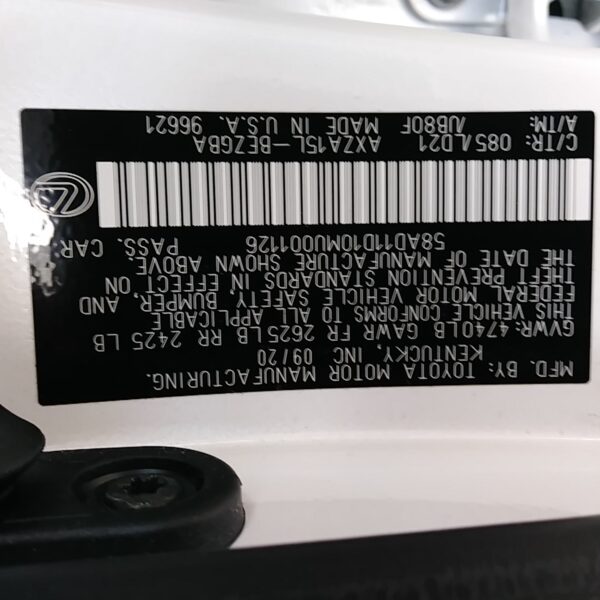 MFD. BY: TOYOTA MOTOR MANUFACTURING,
KENTUCKY, INC 09/20
GVWR: 4740LB GAWR FR 2625LB RR 2425 LB
THIS VEHICLE CONFORMS TO ALL APPLICABLE
FEDERAL MOTOR VEHICLE SAFETY, BUMPER, AND
THEFT PREVENTION STANDARDS IN EFFECT ON
THE DATE OF MANUFACTURE SHOWN ABOVE.
58AD11D10MU001126 PASS. CAR
C/TR: 085/LD21 AXZA15L-BEZGBA
A/TM: /UB80F MADE IN U.S.A. 96621